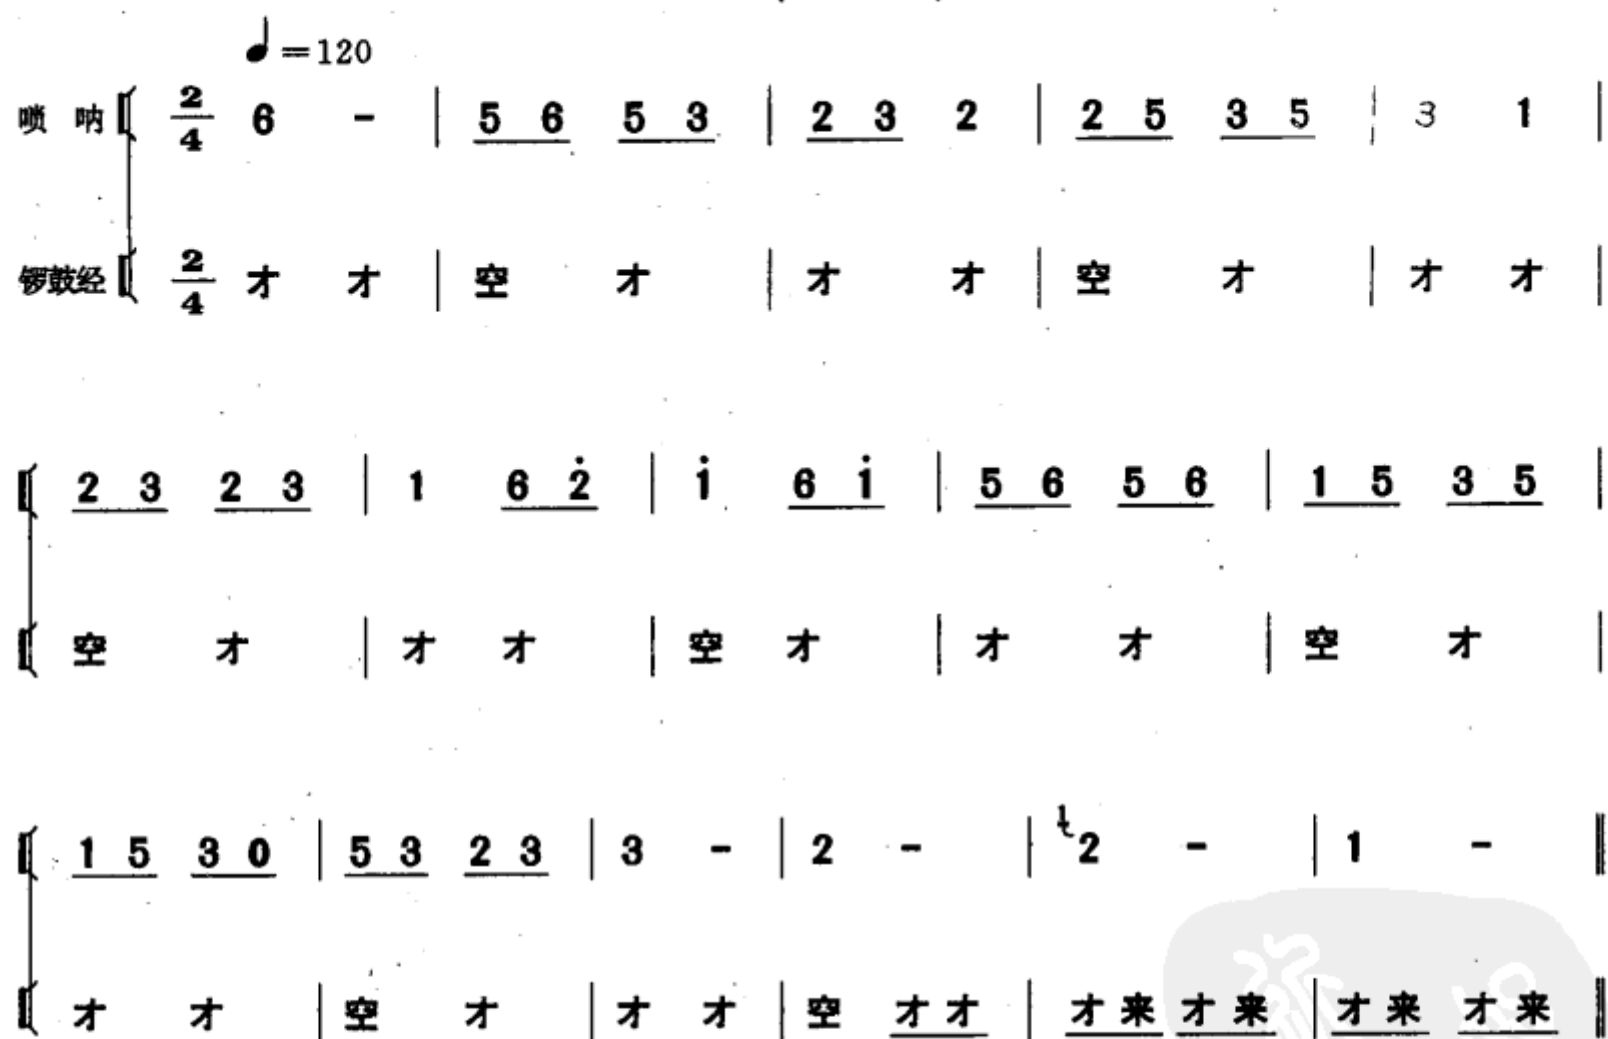 ♩=120
唢 呐 2/4 6 - | 5 6 5 3 | 2 3 2 | 2 5 3 5 | 3 1 |
锣鼓经 2/4 才 才 | 空 才 | 才 才 | 空 才 | 才 才 |
2 3 2 3 | 1 6 2̇ | 1̇ 6 1̇ | 5 6 5 6 | 1 5 3 5 |
空 才 | 才 才 | 空 才 | 才 才 | 空 才 |
1 5 3 0 | 5 3 2 3 | 3 - | 2 - | 1 2 - | 1 - ‖
才 才 | 空 才 | 才 才 | 空 才 才 | 才 来 才 来 | 才 来 才 来 ‖